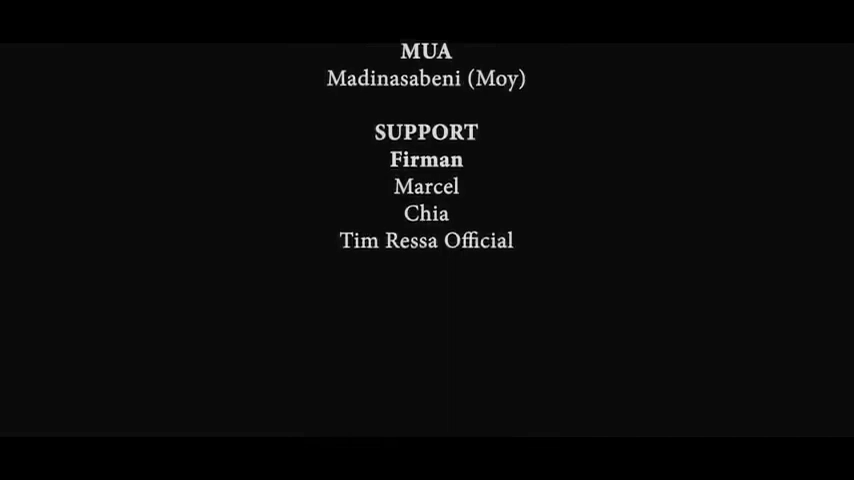 MUA
Madinasabeni (Moy)
SUPPORT
Firman
Marcel
Chia
Tim Ressa Official